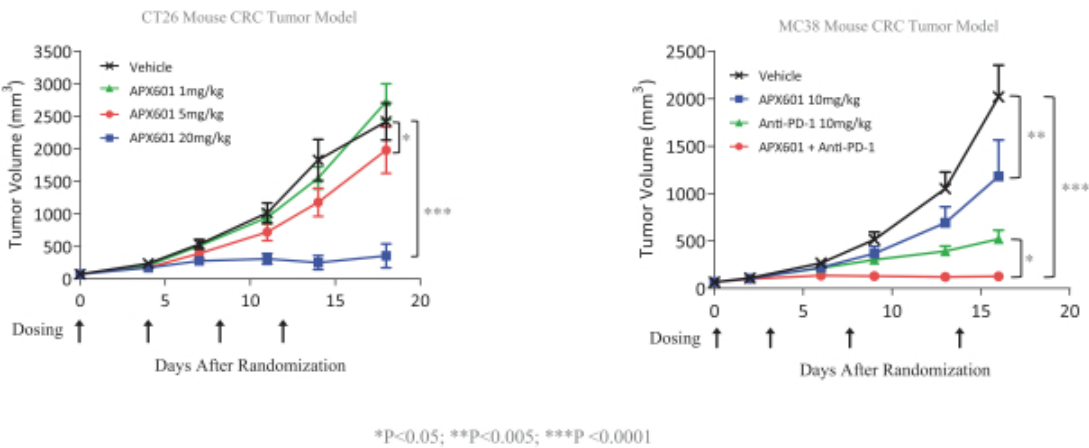 CT26 Mouse CRC Tumor Model
3500
3000
2500
2000
1500
1000
500
0
Tumor Volume (mm³)
Vehicle
APX601 1mg/kg
APX601 5mg/kg
APX601 20mg/kg
*
***
0 5 10 15 20
Dosing
Days After Randomization
MC38 Mouse CRC Tumor Model
2500
2000
1500
1000
500
0
Tumor Volume (mm³)
Vehicle
APX601 10mg/kg
Anti-PD-1 10mg/kg
APX601 + Anti-PD-1
**
***
*
0 5 10 15 20
Dosing
Days After Randomization
*P<0.05; **P<0.005; ***P <0.0001